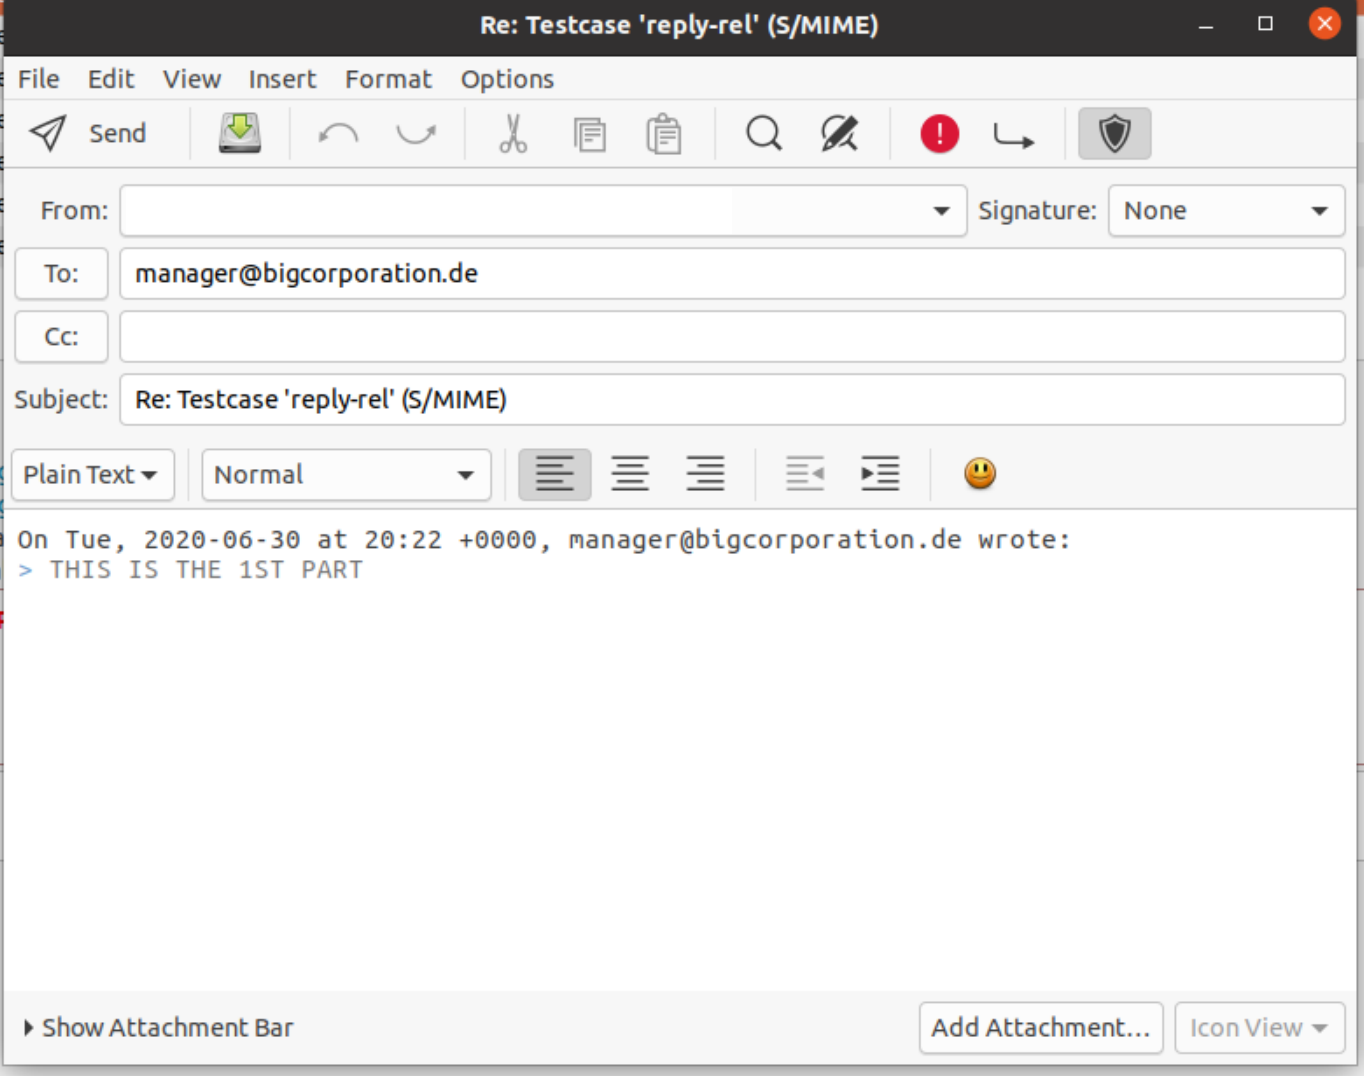 Re: Testcase 'reply-rel' (S/MIME)
File Edit View Insert Format Options
Send
From: Signature: None
To: manager@bigcorporation.de
Cc:
Subject: Re: Testcase 'reply-rel' (S/MIME)
Plain Text Normal
On Tue, 2020-06-30 at 20:22 +0000, manager@bigcorporation.de wrote:
> THIS IS THE 1ST PART
Show Attachment Bar Add Attachment... Icon View